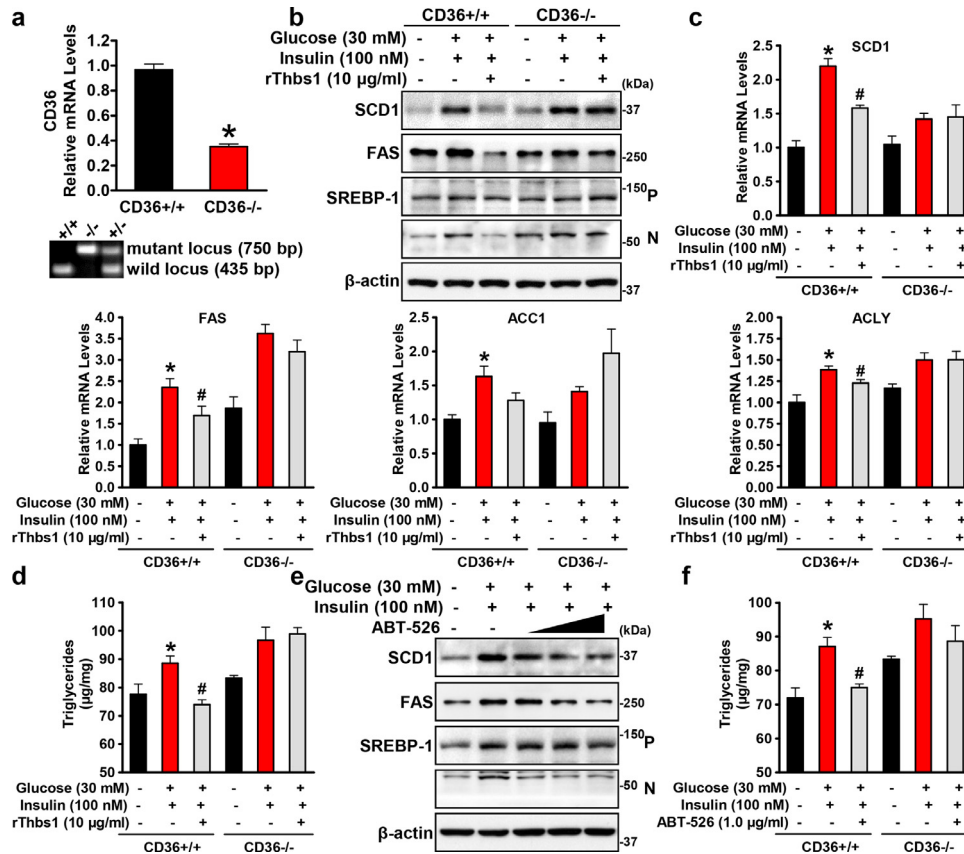 a
CD36
Relative mRNA Levels
1.2
1.0
0.8
0.6
0.4
0.2
0.0
*
CD36+/+ CD36-/-
+/+ -/- +/-
mutant locus (750 bp)
wild locus (435 bp)
b
CD36+/+ CD36-/-
Glucose (30 mM) - + + - + +
Insulin (100 nM) - + + - + +
rThbs1 (10 µg/ml) - - + - - +
(kDa)
SCD1 -37
FAS -250
SREBP-1 -150 P
-50 N
β-actin -37
c
SCD1
Relative mRNA Levels
2.5
2.0
1.5
1.0
0.5
0.0
* #
Glucose (30 mM) - + + - + +
Insulin (100 nM) - + + - + +
rThbs1 (10 µg/ml) - - + - - +
CD36+/+ CD36-/-
FAS
Relative mRNA Levels
4.0
3.5
3.0
2.5
2.0
1.5
1.0
0.5
0.0
* #
Glucose (30 mM) - + + - + +
Insulin (100 nM) - + + - + +
rThbs1 (10 µg/ml) - - + - - +
CD36+/+ CD36-/-
ACC1
Relative mRNA Levels
2.5
2.0
1.5
1.0
0.5
0.0
*
Glucose (30 mM) - + + - + +
Insulin (100 nM) - + + - + +
rThbs1 (10 µg/ml) - - + - - +
CD36+/+ CD36-/-
ACLY
Relative mRNA Levels
2.00
1.75
1.50
1.25
1.00
0.75
0.50
0.25
0.00
* #
Glucose (30 mM) - + + - + +
Insulin (100 nM) - + + - + +
rThbs1 (10 µg/ml) - - + - - +
CD36+/+ CD36-/-
d
Triglycerides
(µg/mg)
110
100
90
80
70
60
50
* #
Glucose (30 mM) - + + - + +
Insulin (100 nM) - + + - + +
rThbs1 (10 µg/ml) - - + - - +
CD36+/+ CD36-/-
e
Glucose (30 mM) - + + + +
Insulin (100 nM) - + + + +
ABT-526 - -
(kDa)
SCD1 -37
FAS -250
SREBP-1 -150 P
-50 N
β-actin -37
f
Triglycerides
(µg/mg)
100
90
80
70
60
50
* #
Glucose (30 mM) - + + - + +
Insulin (100 nM) - + + - + +
ABT-526 (1.0 µg/ml) - - + - - +
CD36+/+ CD36-/-